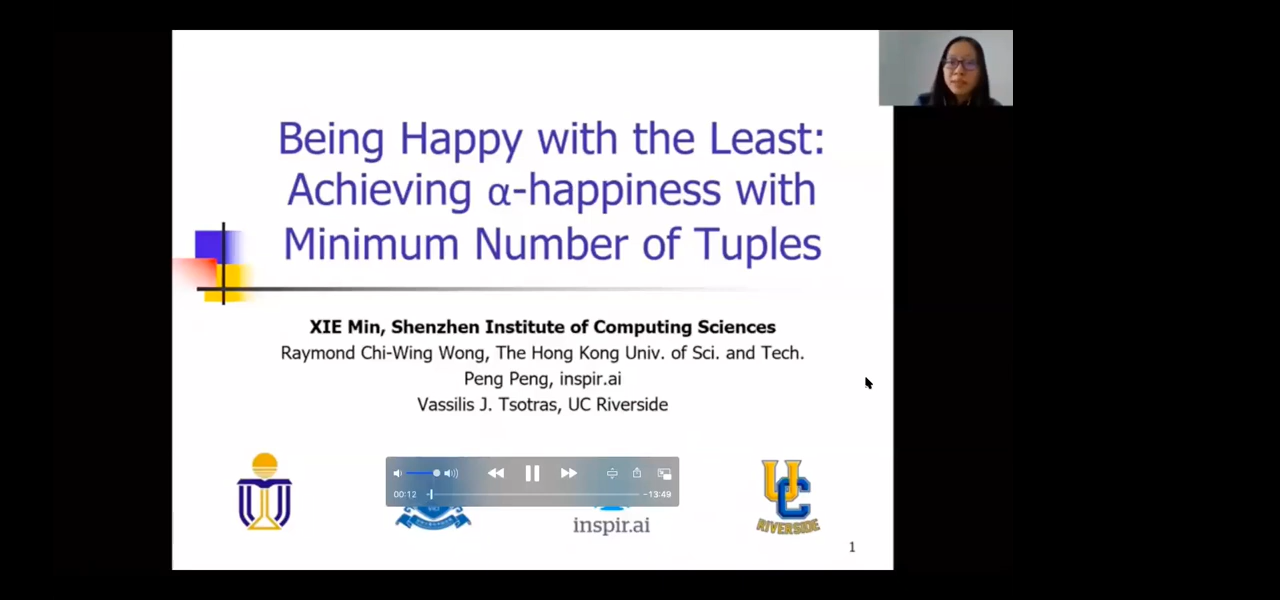 Being Happy with the Least:
Achieving α-happiness with
Minimum Number of Tuples
XIE Min, Shenzhen Institute of Computing Sciences
Raymond Chi-Wing Wong, The Hong Kong Univ. of Sci. and Tech.
Peng Peng, inspir.ai
Vassilis J. Tsotras, UC Riverside
00:12
-13:49
inspir.ai
UC
RIVERSIDE
1